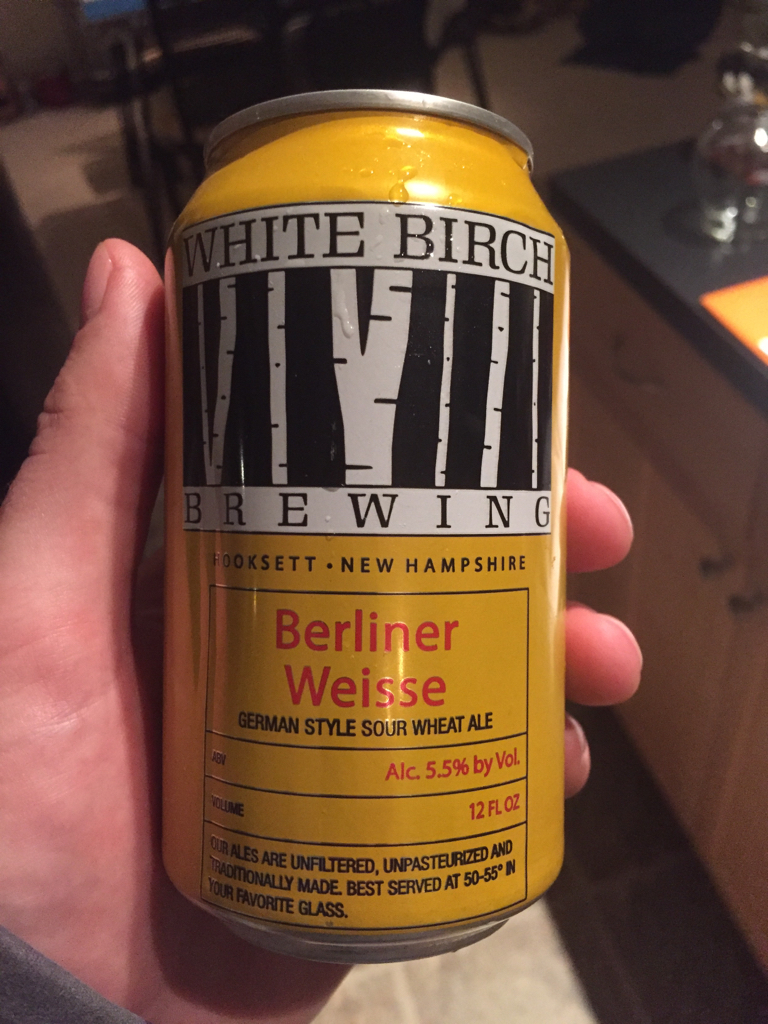 WHITE BIRCH
BREWING
HOOKSETT • NEW HAMPSHIRE
Berliner
Weisse
GERMAN STYLE SOUR WHEAT ALE
ABV Alc. 5.5% by Vol.
VOLUME 12 FL OZ
OUR ALES ARE UNFILTERED, UNPASTEURIZED AND
TRADITIONALLY MADE. BEST SERVED AT 50-55° IN
YOUR FAVORITE GLASS.